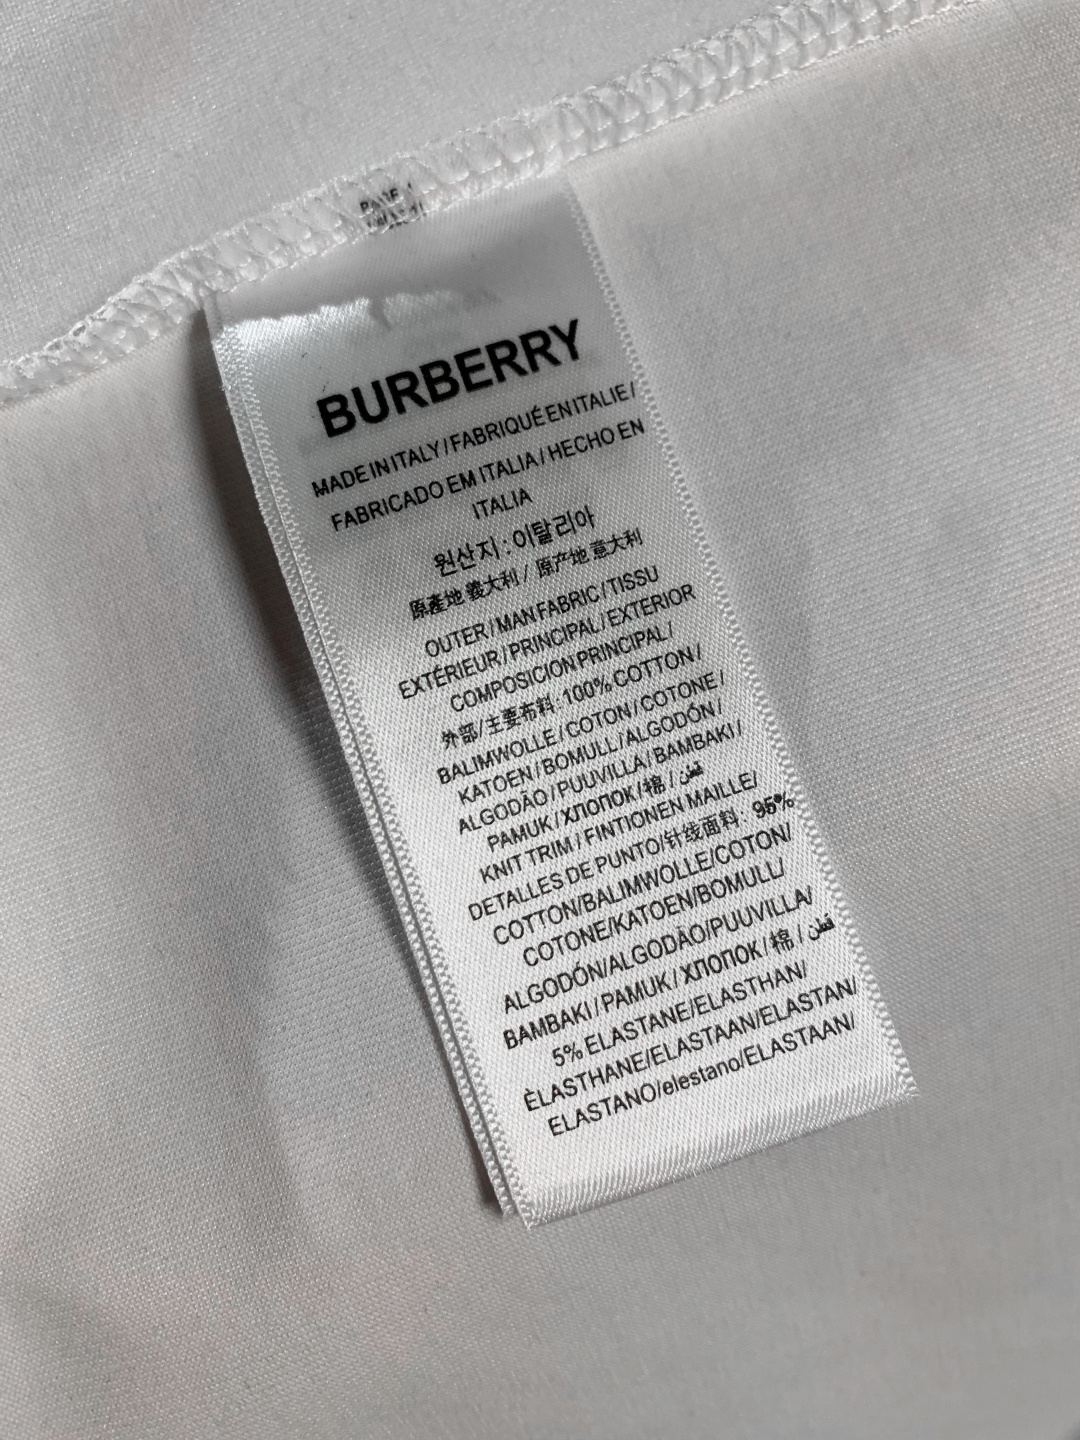 BURBERRY
MADE IN ITALY / FABRIQUÉ EN ITALIE /
FABRICADO EM ITALIA / HECHO EN
ITALIA
원산지 : 이탈리아
原產地 義大利 / 原产地 意大利
OUTER / MAN FABRIC / TISSU
EXTÉRIEUR / PRINCIPAL / EXTERIOR
COMPOSICION PRINCIPAL /
外部/主要布料 : 100% COTTON /
BALIMWOLLE / COTON / COTONE /
KATOEN / BOMULL / ALGODÓN /
ALGODÃO / PUUVILLA / BAMBAKI /
PAMUK / ХЛОПОК / 棉 / قطن
KNIT TRIM / FINTIONEN MAILLE/
DETALLES DE PUNTO/针线面料: 95%
COTTON/BALIMWOLLE/COTON/
COTONE/KATOEN/BOMULL/
ALGODÓN/ALGODÃO/PUUVILLA/
BAMBAKI / PAMUK / ХЛОПОК / 棉 / قطن
5% ELASTANE/ELASTHAN/
ÈLASTHANE/ELASTAAN/ELASTAN/
ELASTANO/elestano/ELASTAAN/